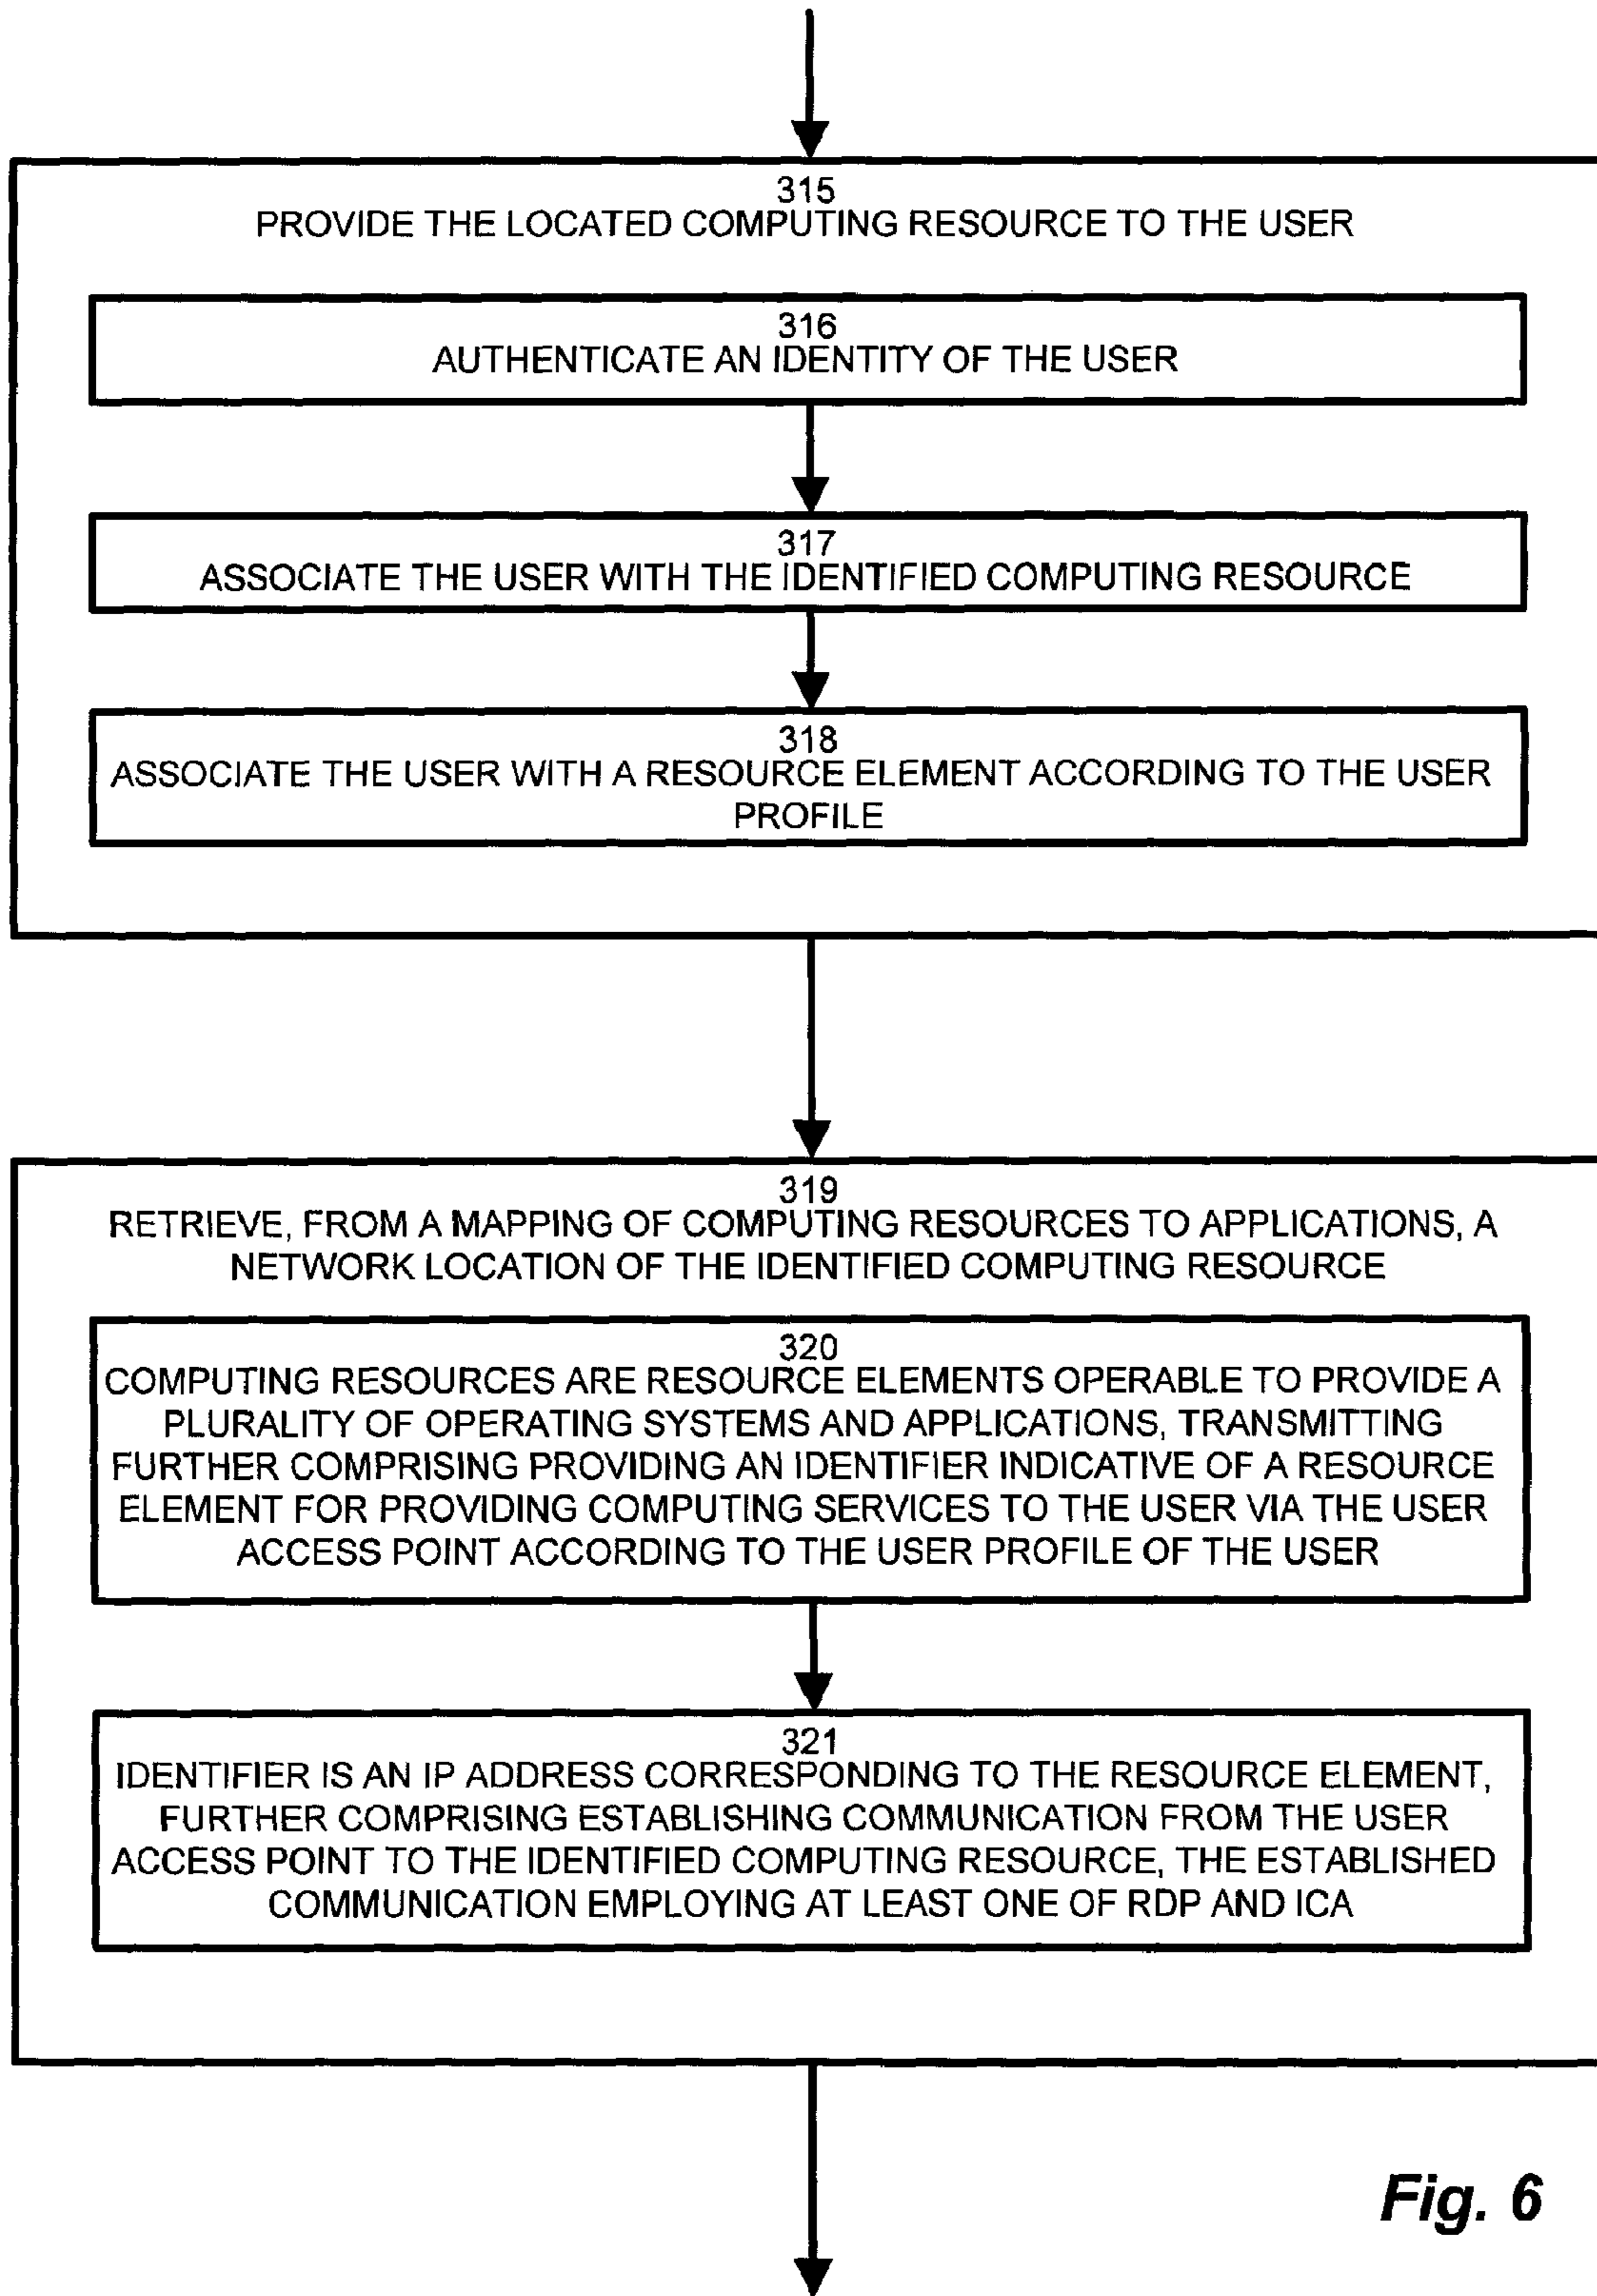 315
PROVIDE THE LOCATED COMPUTING RESOURCE TO THE USER
316
AUTHENTICATE AN IDENTITY OF THE USER
317
ASSOCIATE THE USER WITH THE IDENTIFIED COMPUTING RESOURCE
318
ASSOCIATE THE USER WITH A RESOURCE ELEMENT ACCORDING TO THE USER
PROFILE
319
RETRIEVE, FROM A MAPPING OF COMPUTING RESOURCES TO APPLICATIONS, A
NETWORK LOCATION OF THE IDENTIFIED COMPUTING RESOURCE
320
COMPUTING RESOURCES ARE RESOURCE ELEMENTS OPERABLE TO PROVIDE A
PLURALITY OF OPERATING SYSTEMS AND APPLICATIONS, TRANSMITTING
FURTHER COMPRISING PROVIDING AN IDENTIFIER INDICATIVE OF A RESOURCE
ELEMENT FOR PROVIDING COMPUTING SERVICES TO THE USER VIA THE USER
ACCESS POINT ACCORDING TO THE USER PROFILE OF THE USER
321
IDENTIFIER IS AN IP ADDRESS CORRESPONDING TO THE RESOURCE ELEMENT,
FURTHER COMPRISING ESTABLISHING COMMUNICATION FROM THE USER
ACCESS POINT TO THE IDENTIFIED COMPUTING RESOURCE, THE ESTABLISHED
COMMUNICATION EMPLOYING AT LEAST ONE OF RDP AND ICA
Fig. 6